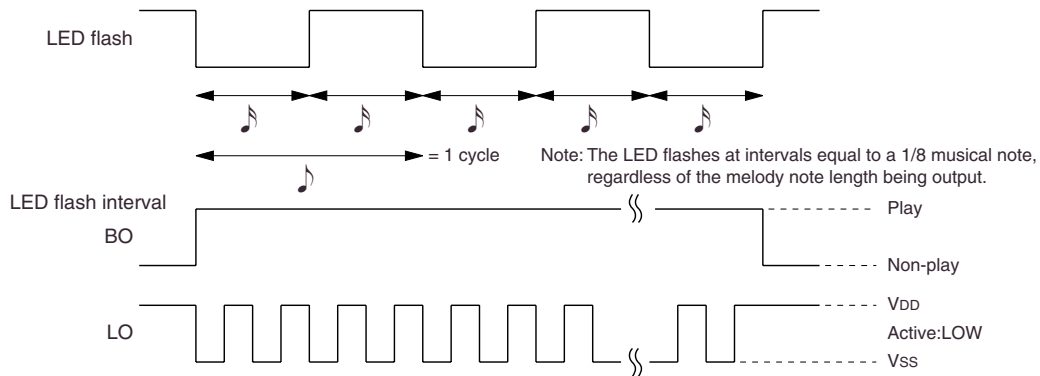 LED flash
= 1 cycle
Note: The LED flashes at intervals equal to a 1/8 musical note,
regardless of the melody note length being output.
LED flash interval
BO
Play
Non-play
LO
VDD
Active:LOW
VSS